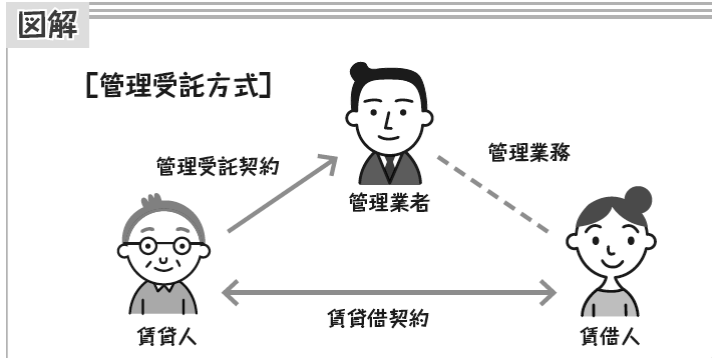 図解
[管理受託方式]
管理受託契約
管理業務
管理業者
賃貸借契約
賃貸人
賃借人